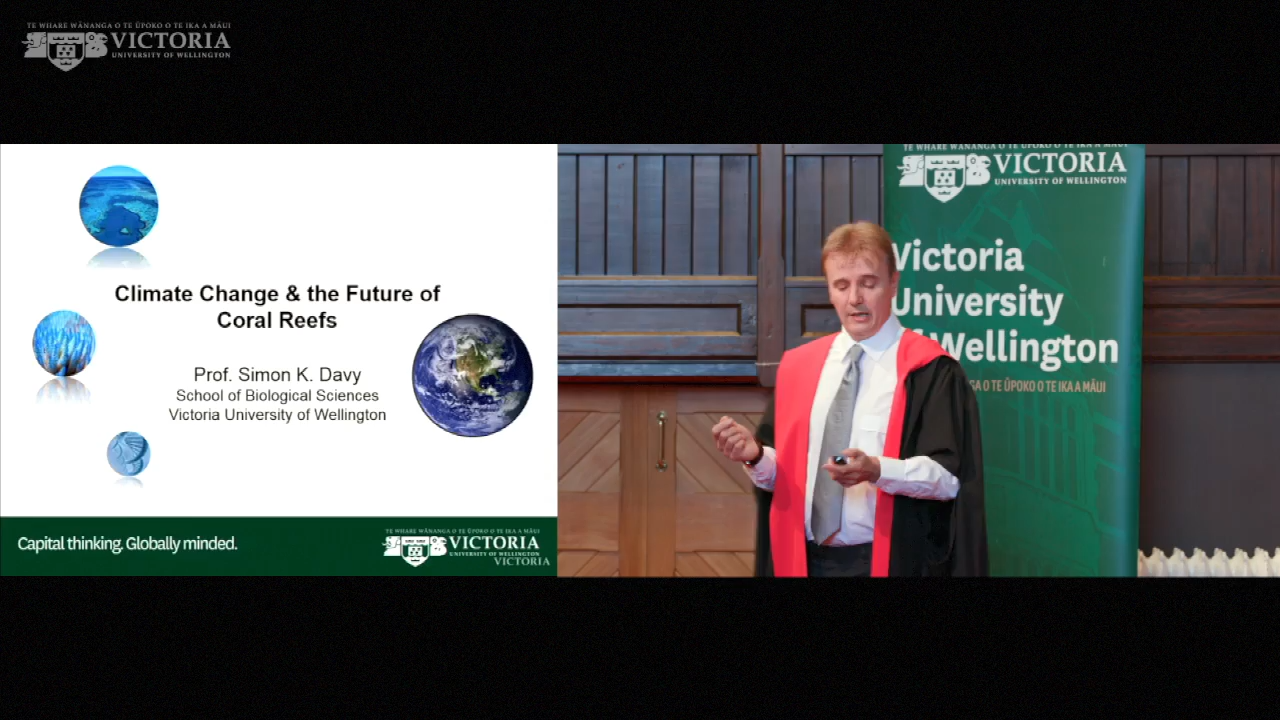 TE WHARE WĀNANGA O TE ŪPOKO O TE IKA A MĀUI
VICTORIA
UNIVERSITY OF WELLINGTON
Climate Change & the Future of
Coral Reefs
Prof. Simon K. Davy
School of Biological Sciences
Victoria University of Wellington
Capital thinking. Globally minded.
TE WHARE WĀNANGA O TE ŪPOKO O TE IKA A MĀUI
VICTORIA
UNIVERSITY OF WELLINGTON
VICTORIA
TE WHARE WĀNANGA O TE ŪPOKO O TE IKA A MĀUI
VICTORIA
UNIVERSITY OF WELLINGTON
Victoria
University
of Wellington
GA O TE ŪPOKO O TE IKA A MĀUI